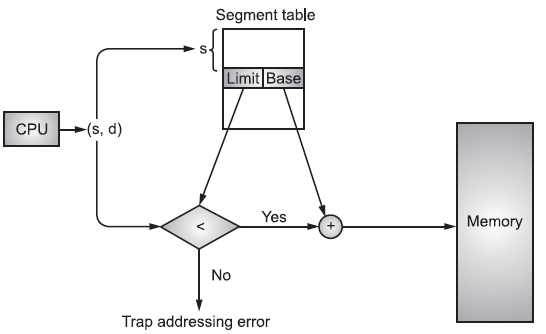 Segment table
s
Limit Base
CPU
(s, d)
<
Yes
+
Memory
No
Trap addressing error